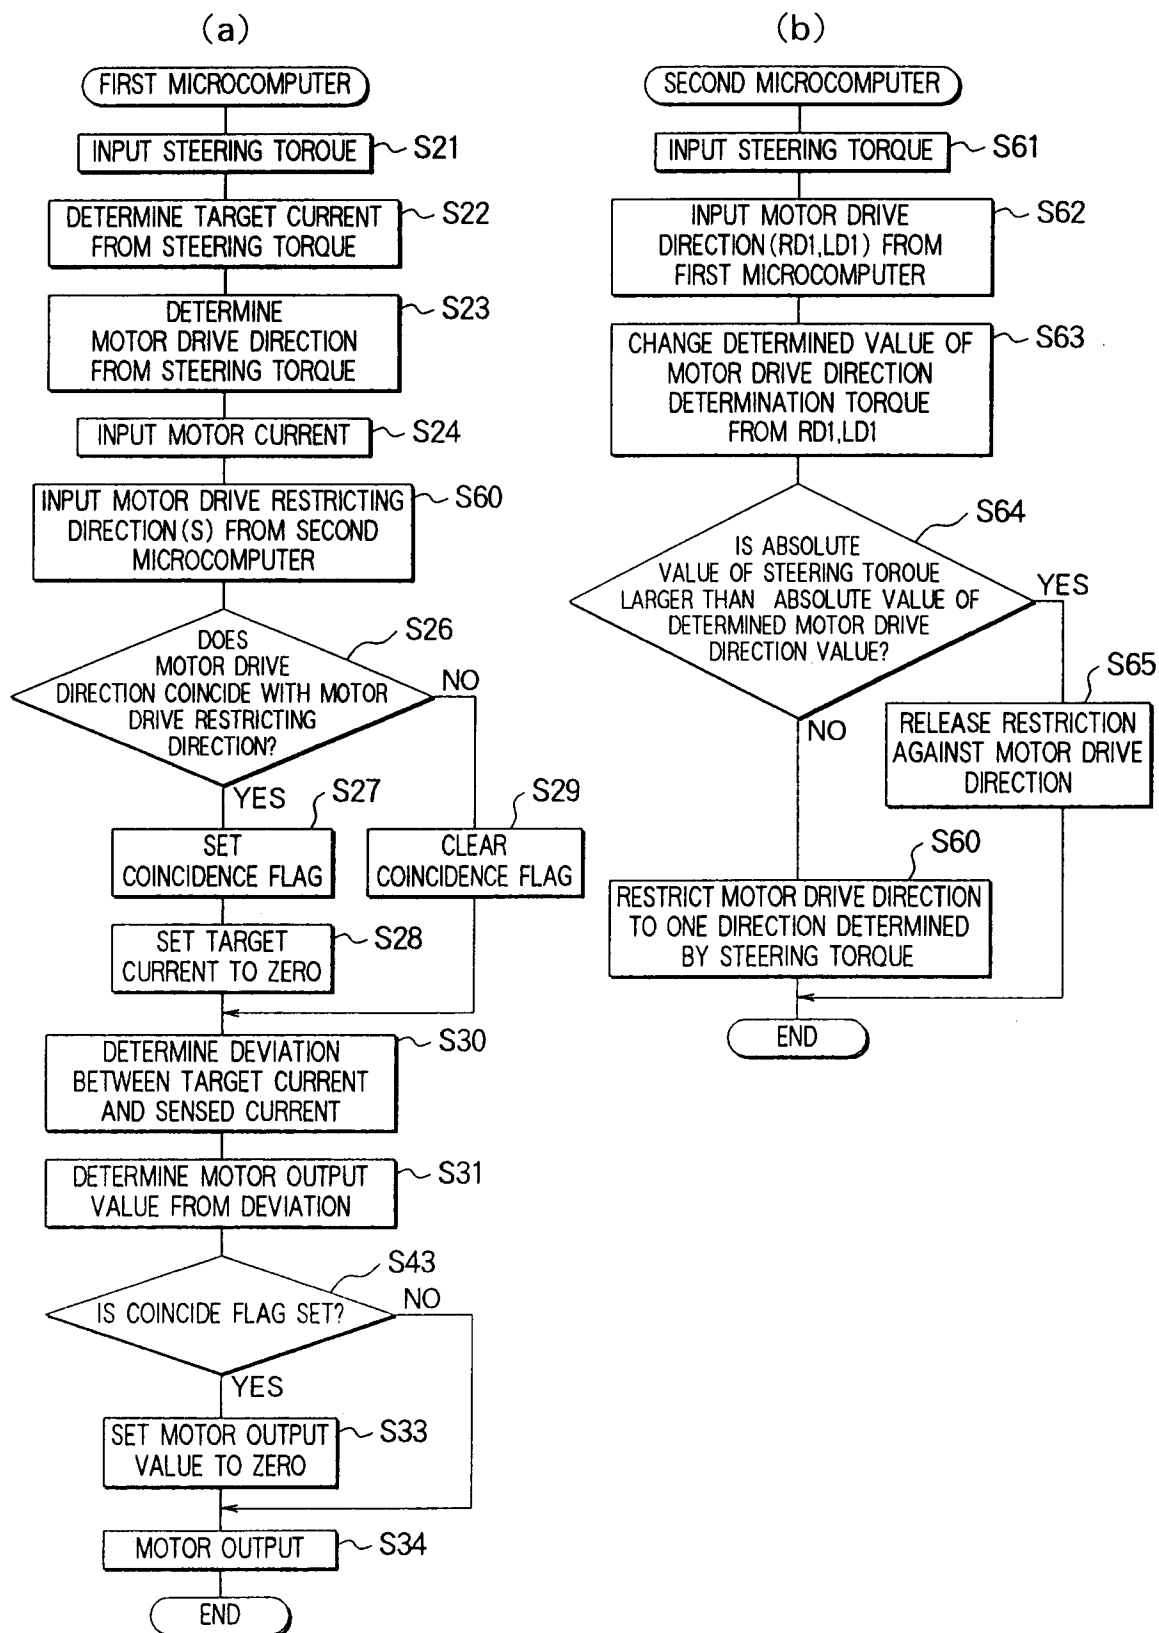 (a)
FIRST MICROCOMPUTER
INPUT STEERING TOROUE
S21
DETERMINE TARGET CURRENT
FROM STEERING TORQUE
S22
DETERMINE
MOTOR DRIVE DIRECTION
FROM STEERING TORQUE
S23
INPUT MOTOR CURRENT
S24
INPUT MOTOR DRIVE RESTRICTING
DIRECTION(S) FROM SECOND
MICROCOMPUTER
S60
DOES
MOTOR DRIVE
DIRECTION COINCIDE WITH MOTOR
DRIVE RESTRICTING
DIRECTION?
S26
NO
YES
SET
COINCIDENCE FLAG
S27
CLEAR
COINCIDENCE FLAG
S29
SET TARGET
CURRENT TO ZERO
S28
DETERMINE DEVIATION
BETWEEN TARGET CURRENT
AND SENSED CURRENT
S30
DETERMINE MOTOR OUTPUT
VALUE FROM DEVIATION
S31
IS COINCIDE FLAG SET?
S43
NO
YES
SET MOTOR OUTPUT
VALUE TO ZERO
S33
MOTOR OUTPUT
S34
END
(b)
SECOND MICROCOMPUTER
INPUT STEERING TORQUE
S61
INPUT MOTOR DRIVE
DIRECTION(RD1,LD1) FROM
FIRST MICROCOMPUTER
S62
CHANGE DETERMINED VALUE OF
MOTOR DRIVE DIRECTION
DETERMINATION TORQUE
FROM RD1,LD1
S63
IS ABSOLUTE
VALUE OF STEERING TOROUE
LARGER THAN ABSOLUTE VALUE OF
DETERMINED MOTOR DRIVE
DIRECTION VALUE?
S64
YES
NO
RELEASE RESTRICTION
AGAINST MOTOR DRIVE
DIRECTION
S65
RESTRICT MOTOR DRIVE DIRECTION
TO ONE DIRECTION DETERMINED
BY STEERING TORQUE
S60
END